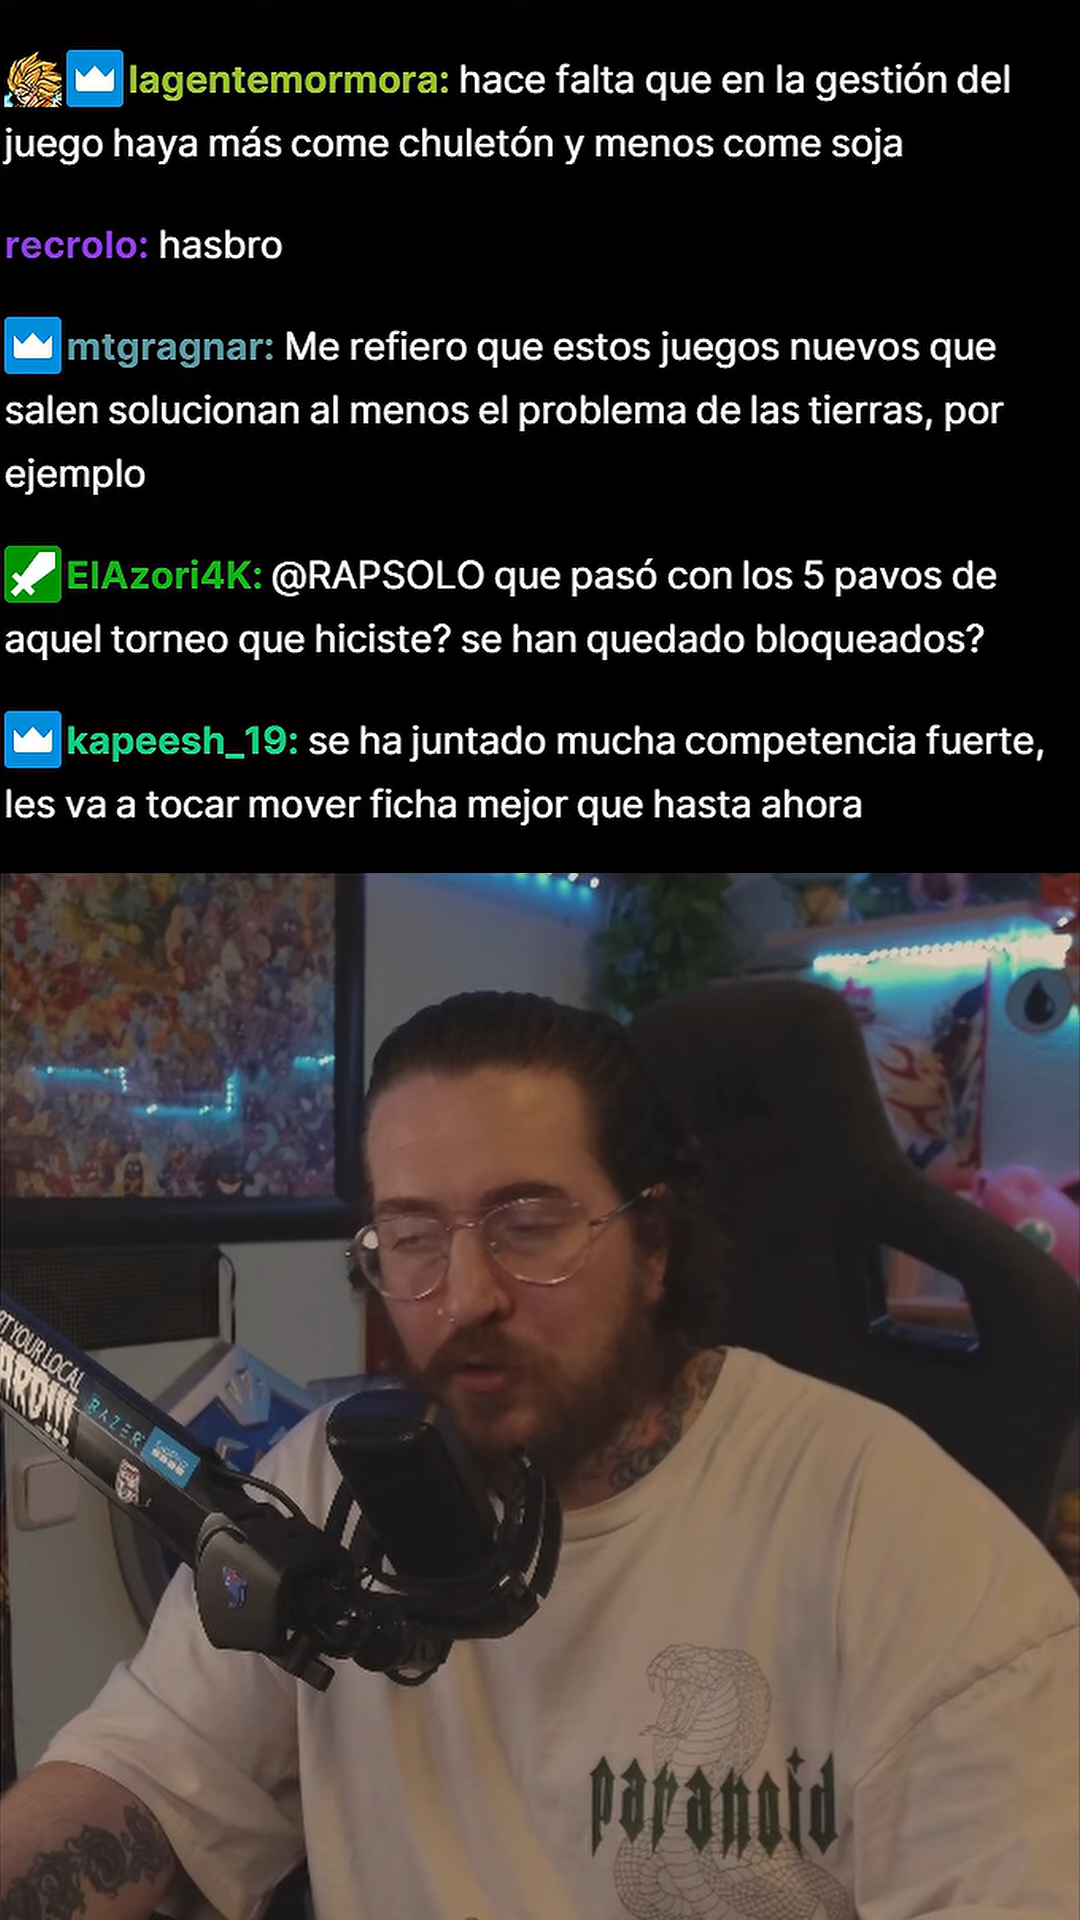 lagentemormora: hace falta que en la gestión del
juego haya más come chuletón y menos come soja
recrolo: hasbro
mtgragnar: Me refiero que estos juegos nuevos que
salen solucionan al menos el problema de las tierras, por
ejemplo
ElAzori4K: @RAPSOLO que pasó con los 5 pavos de
aquel torneo que hiciste? se han quedado bloqueados?
kapeesh_19: se ha juntado mucha competencia fuerte,
les va a tocar mover ficha mejor que hasta ahora
YOUR LOCAL
RAZER
paranoid